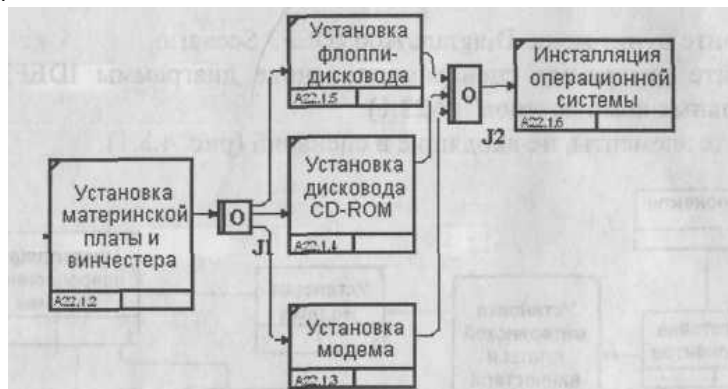 Установка
флоппи-
дисковода
A22.1.5
O
Инсталляция
операционной
системы
A22.1.6
J2
Установка
материнской
платы и
винчестера
A22.1.2
O
J1
Установка
дисковода
CD-ROM
A22.1.4
Установка
модема
A22.1.3